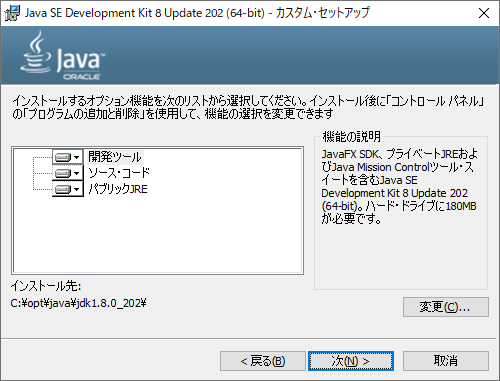 Java SE Development Kit 8 Update 202 (64-bit) - カスタム・セットアップ
Java™
ORACLE
インストールするオプション機能を次のリストから選択してください。インストール後に「コントロール パネル」
の「プログラムの追加と削除」を使用して、機能の選択を変更できます
開発ツール
ソース・コード
パブリックJRE
機能の説明
JavaFX SDK、プライベートJREおよ
びJava Mission Controlツール・ス
イートを含むJava SE
Development Kit 8 Update 202
(64-bit)。ハード・ドライブに180MB
が必要です。
インストール先:
C:¥opt¥java¥jdk1.8.0_202¥
変更(C)...
< 戻る(B)
次(N) >
取消